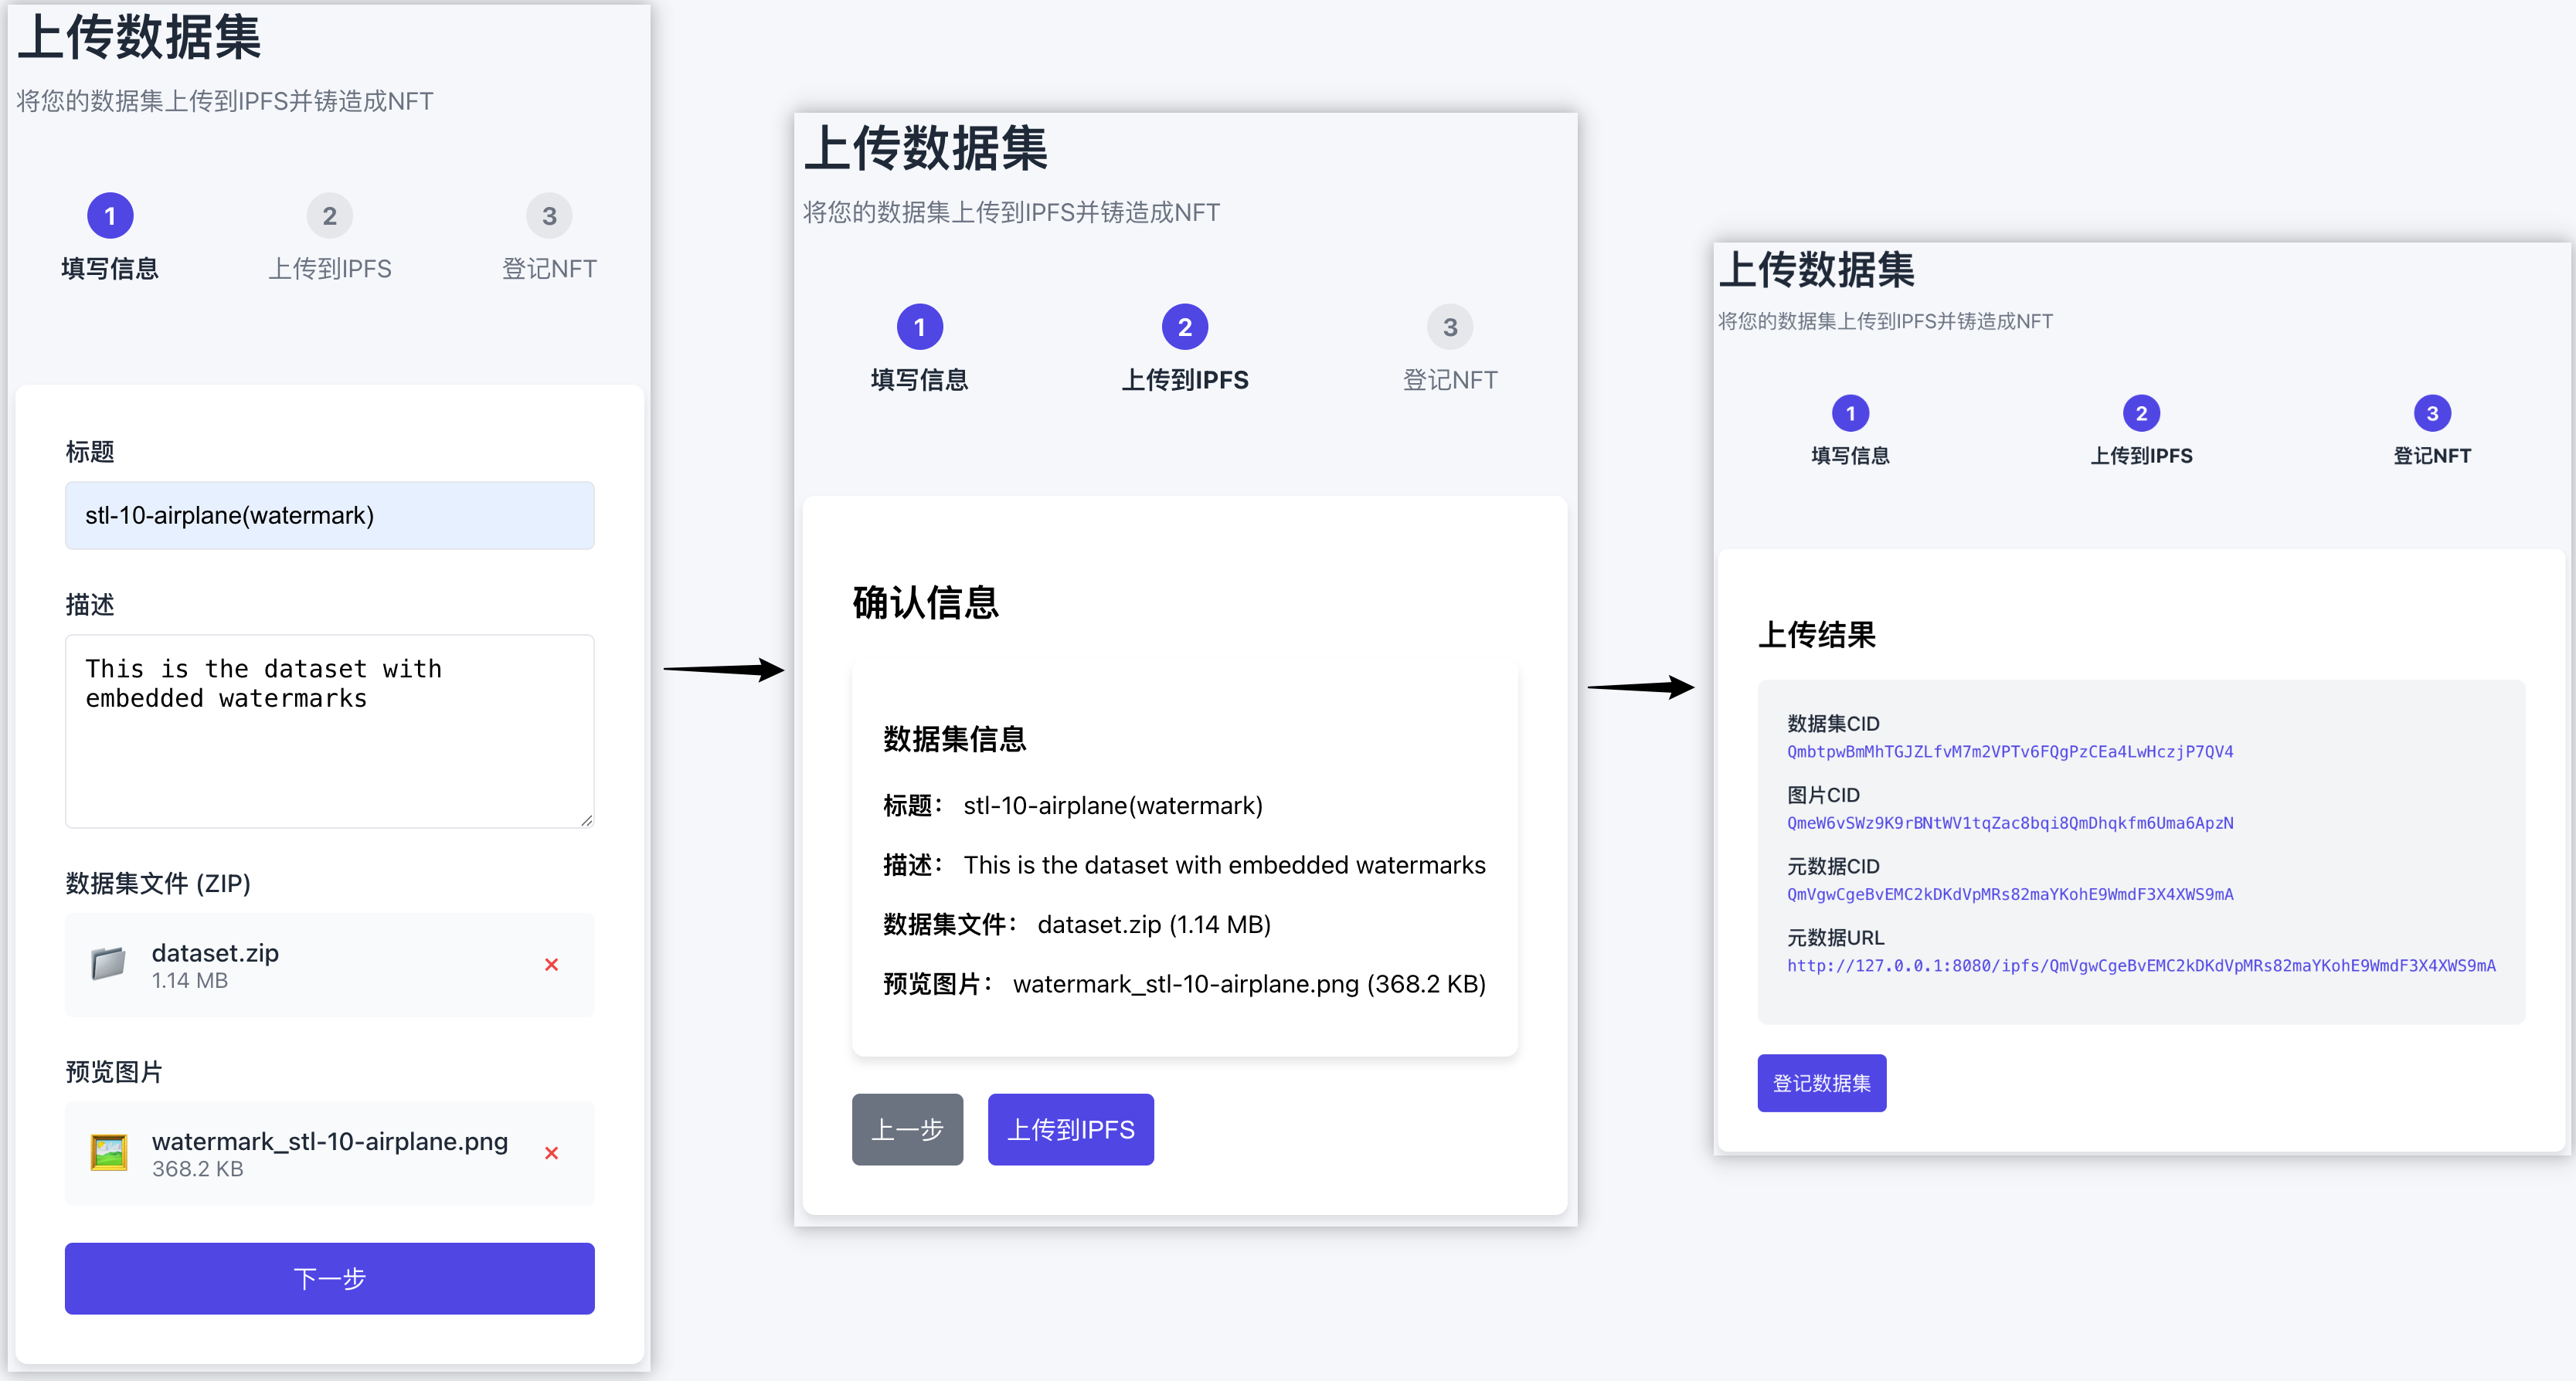 上传数据集
将您的数据集上传到IPFS并铸造成NFT
1
2
3
填写信息
上传到IPFS
登记NFT
标题
stl-10-airplane(watermark)
描述
This is the dataset with
embedded watermarks
数据集文件 (ZIP)
dataset.zip
1.14 MB
×
预览图片
watermark_stl-10-airplane.png
368.2 KB
×
下一步
上传数据集
将您的数据集上传到IPFS并铸造成NFT
1
2
3
填写信息
上传到IPFS
登记NFT
确认信息
数据集信息
标题： stl-10-airplane(watermark)
描述： This is the dataset with embedded watermarks
数据集文件： dataset.zip (1.14 MB)
预览图片： watermark_stl-10-airplane.png (368.2 KB)
上一步
上传到IPFS
上传数据集
将您的数据集上传到IPFS并铸造成NFT
1
2
3
填写信息
上传到IPFS
登记NFT
上传结果
数据集CID
QmbtpwBmMhTGJZLfvM7m2VPTv6FQgPzCEa4LwHczjP7QV4
图片CID
QmeW6vSWz9K9rBNtWV1tqZac8bqi8QmDhqkfm6Uma6ApzN
元数据CID
QmVgwCgeBvEMC2kDKdVpMRs82maYKohE9WmdF3X4XWS9mA
元数据URL
http://127.0.0.1:8080/ipfs/QmVgwCgeBvEMC2kDKdVpMRs82maYKohE9WmdF3X4XWS9mA
登记数据集